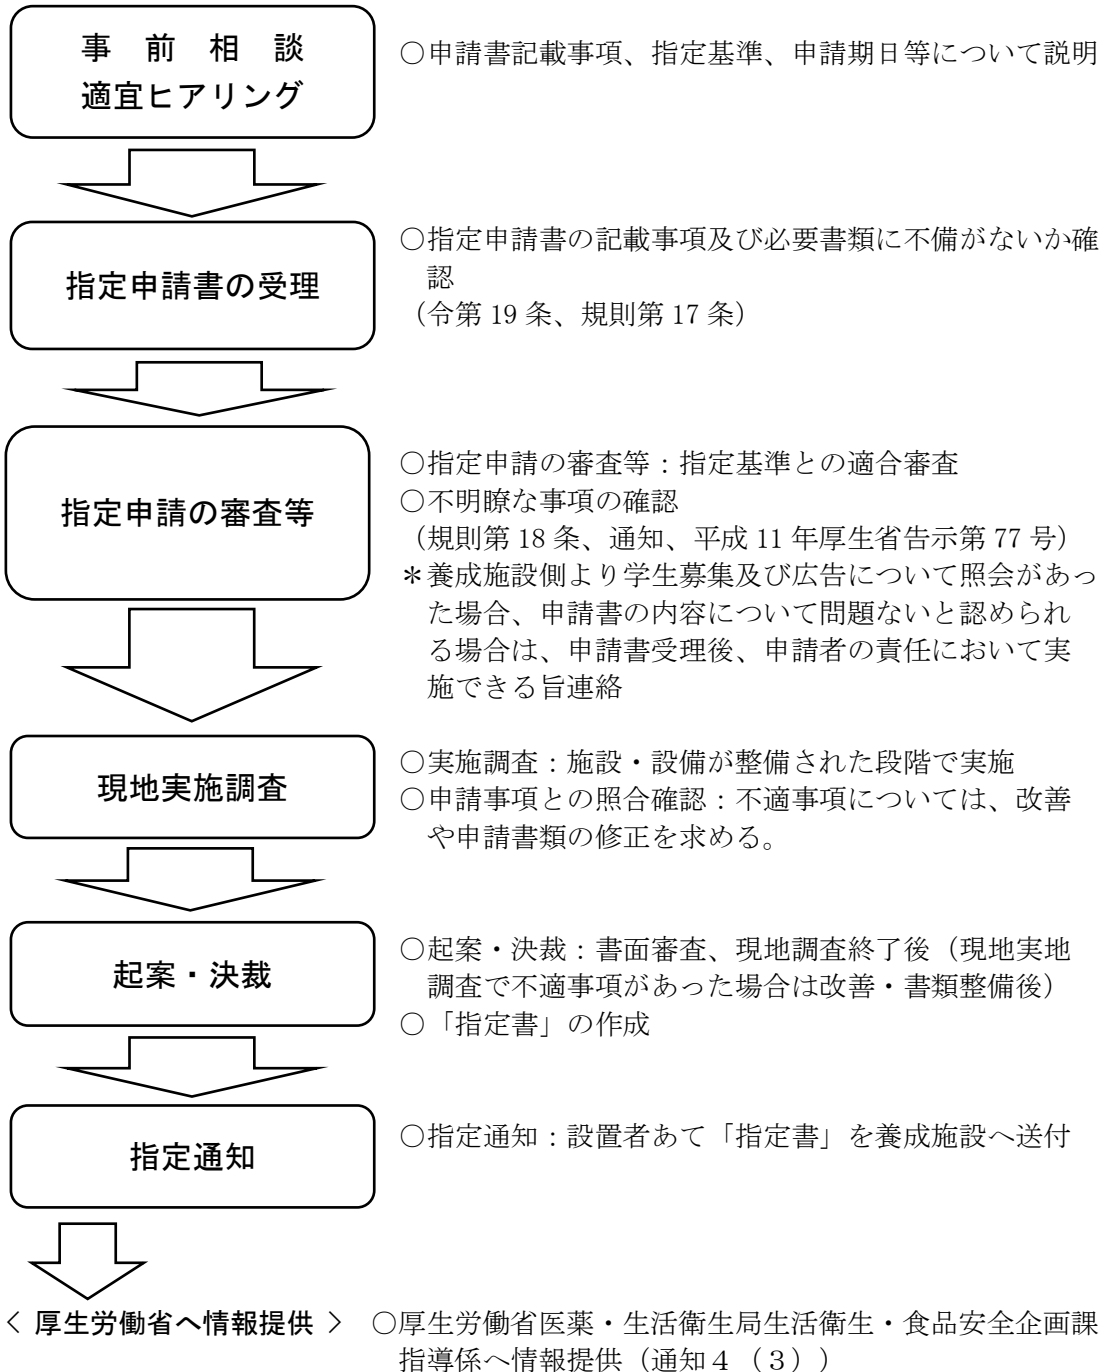 事　前　相　談
適宜ヒアリング
○申請書記載事項、指定基準、申請期日等について説明
指定申請書の受理
○指定申請書の記載事項及び必要書類に不備がないか確
認
（令第 19 条、規則第 17 条）
指定申請の審査等
○指定申請の審査等：指定基準との適合審査
○不明瞭な事項の確認
（規則第 18 条、通知、平成 11 年厚生省告示第 77 号）
＊養成施設側より学生募集及び広告について照会があっ
た場合、申請書の内容について問題ないと認められ
る場合は、申請書受理後、申請者の責任において実
施できる旨連絡
現地実施調査
○実施調査：施設・設備が整備された段階で実施
○申請事項との照合確認：不適事項については、改善
や申請書類の修正を求める。
起案・決裁
○起案・決裁：書面審査、現地調査終了後（現地実地
調査で不適事項があった場合は改善・書類整備後）
○「指定書」の作成
指定通知
○指定通知：設置者あて「指定書」を養成施設へ送付
＜ 厚生労働省へ情報提供 ＞
○厚生労働省医薬・生活衛生局生活衛生・食品安全企画課
指導係へ情報提供（通知４（３））